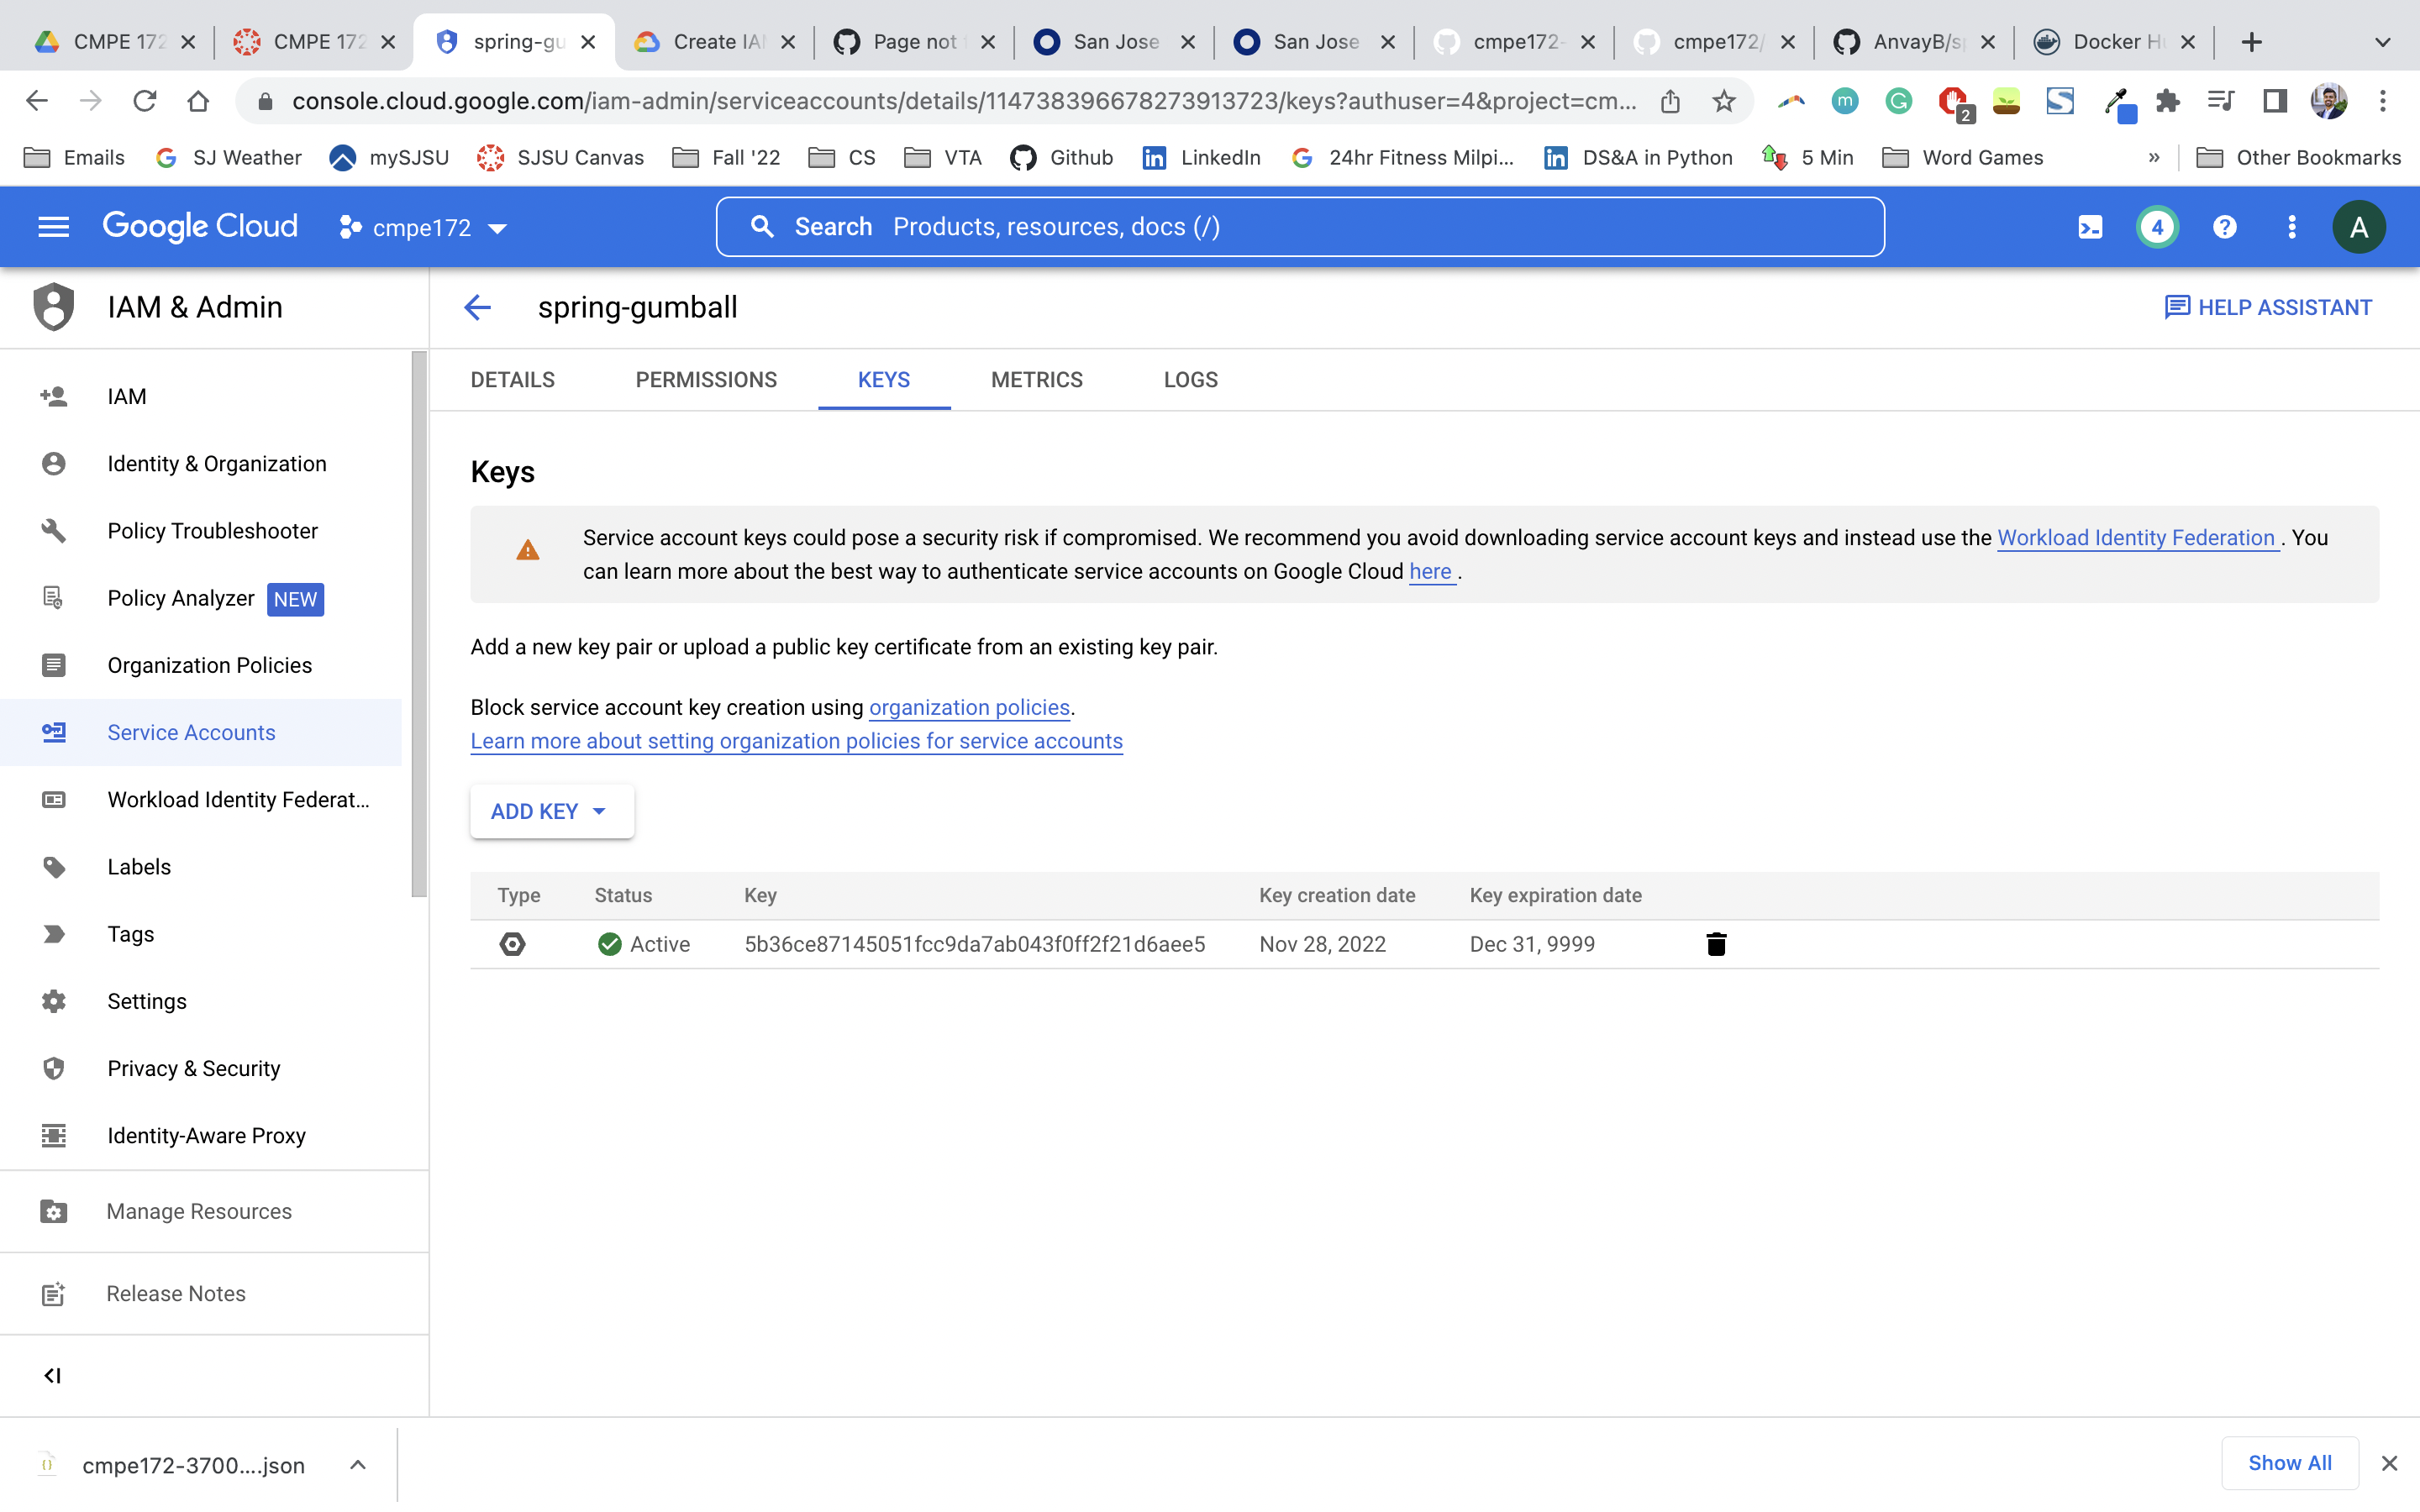 CMPE 172
CMPE 172
spring-gu
Create IA
Page not
San Jose
San Jose
cmpe172-
cmpe172/
AnvayB/s
Docker H
console.cloud.google.com/iam-admin/serviceaccounts/details/114738396678273913723/keys?authuser=4&project=cm...
2
Emails
SJ Weather
mySJSU
SJSU Canvas
Fall '22
CS
VTA
Github
LinkedIn
24hr Fitness Milpi...
DS&A in Python
5 Min
Word Games
»
Other Bookmarks
Google Cloud
cmpe172
Search Products, resources, docs (/)
4
A
IAM & Admin
spring-gumball
HELP ASSISTANT
IAM
Identity & Organization
Policy Troubleshooter
Policy Analyzer NEW
Organization Policies
Service Accounts
Workload Identity Federat...
Labels
Tags
Settings
Privacy & Security
Identity-Aware Proxy
Manage Resources
Release Notes
DETAILS
PERMISSIONS
KEYS
METRICS
LOGS
Keys
Service account keys could pose a security risk if compromised. We recommend you avoid downloading service account keys and instead use the Workload Identity Federation . You
can learn more about the best way to authenticate service accounts on Google Cloud here .
Add a new key pair or upload a public key certificate from an existing key pair.
Block service account key creation using organization policies.
Learn more about setting organization policies for service accounts
ADD KEY
Type Status Key Key creation date Key expiration date
Active 5b36ce87145051fcc9da7ab043f0ff2f21d6aee5 Nov 28, 2022 Dec 31, 9999
cmpe172-3700....json
Show All